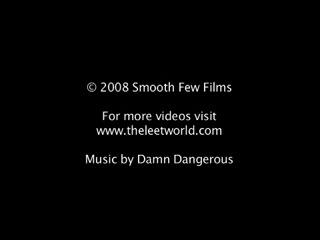 © 2008 Smooth Few Films
For more videos visit
www.theleetworld.com
Music by Damn Dangerous